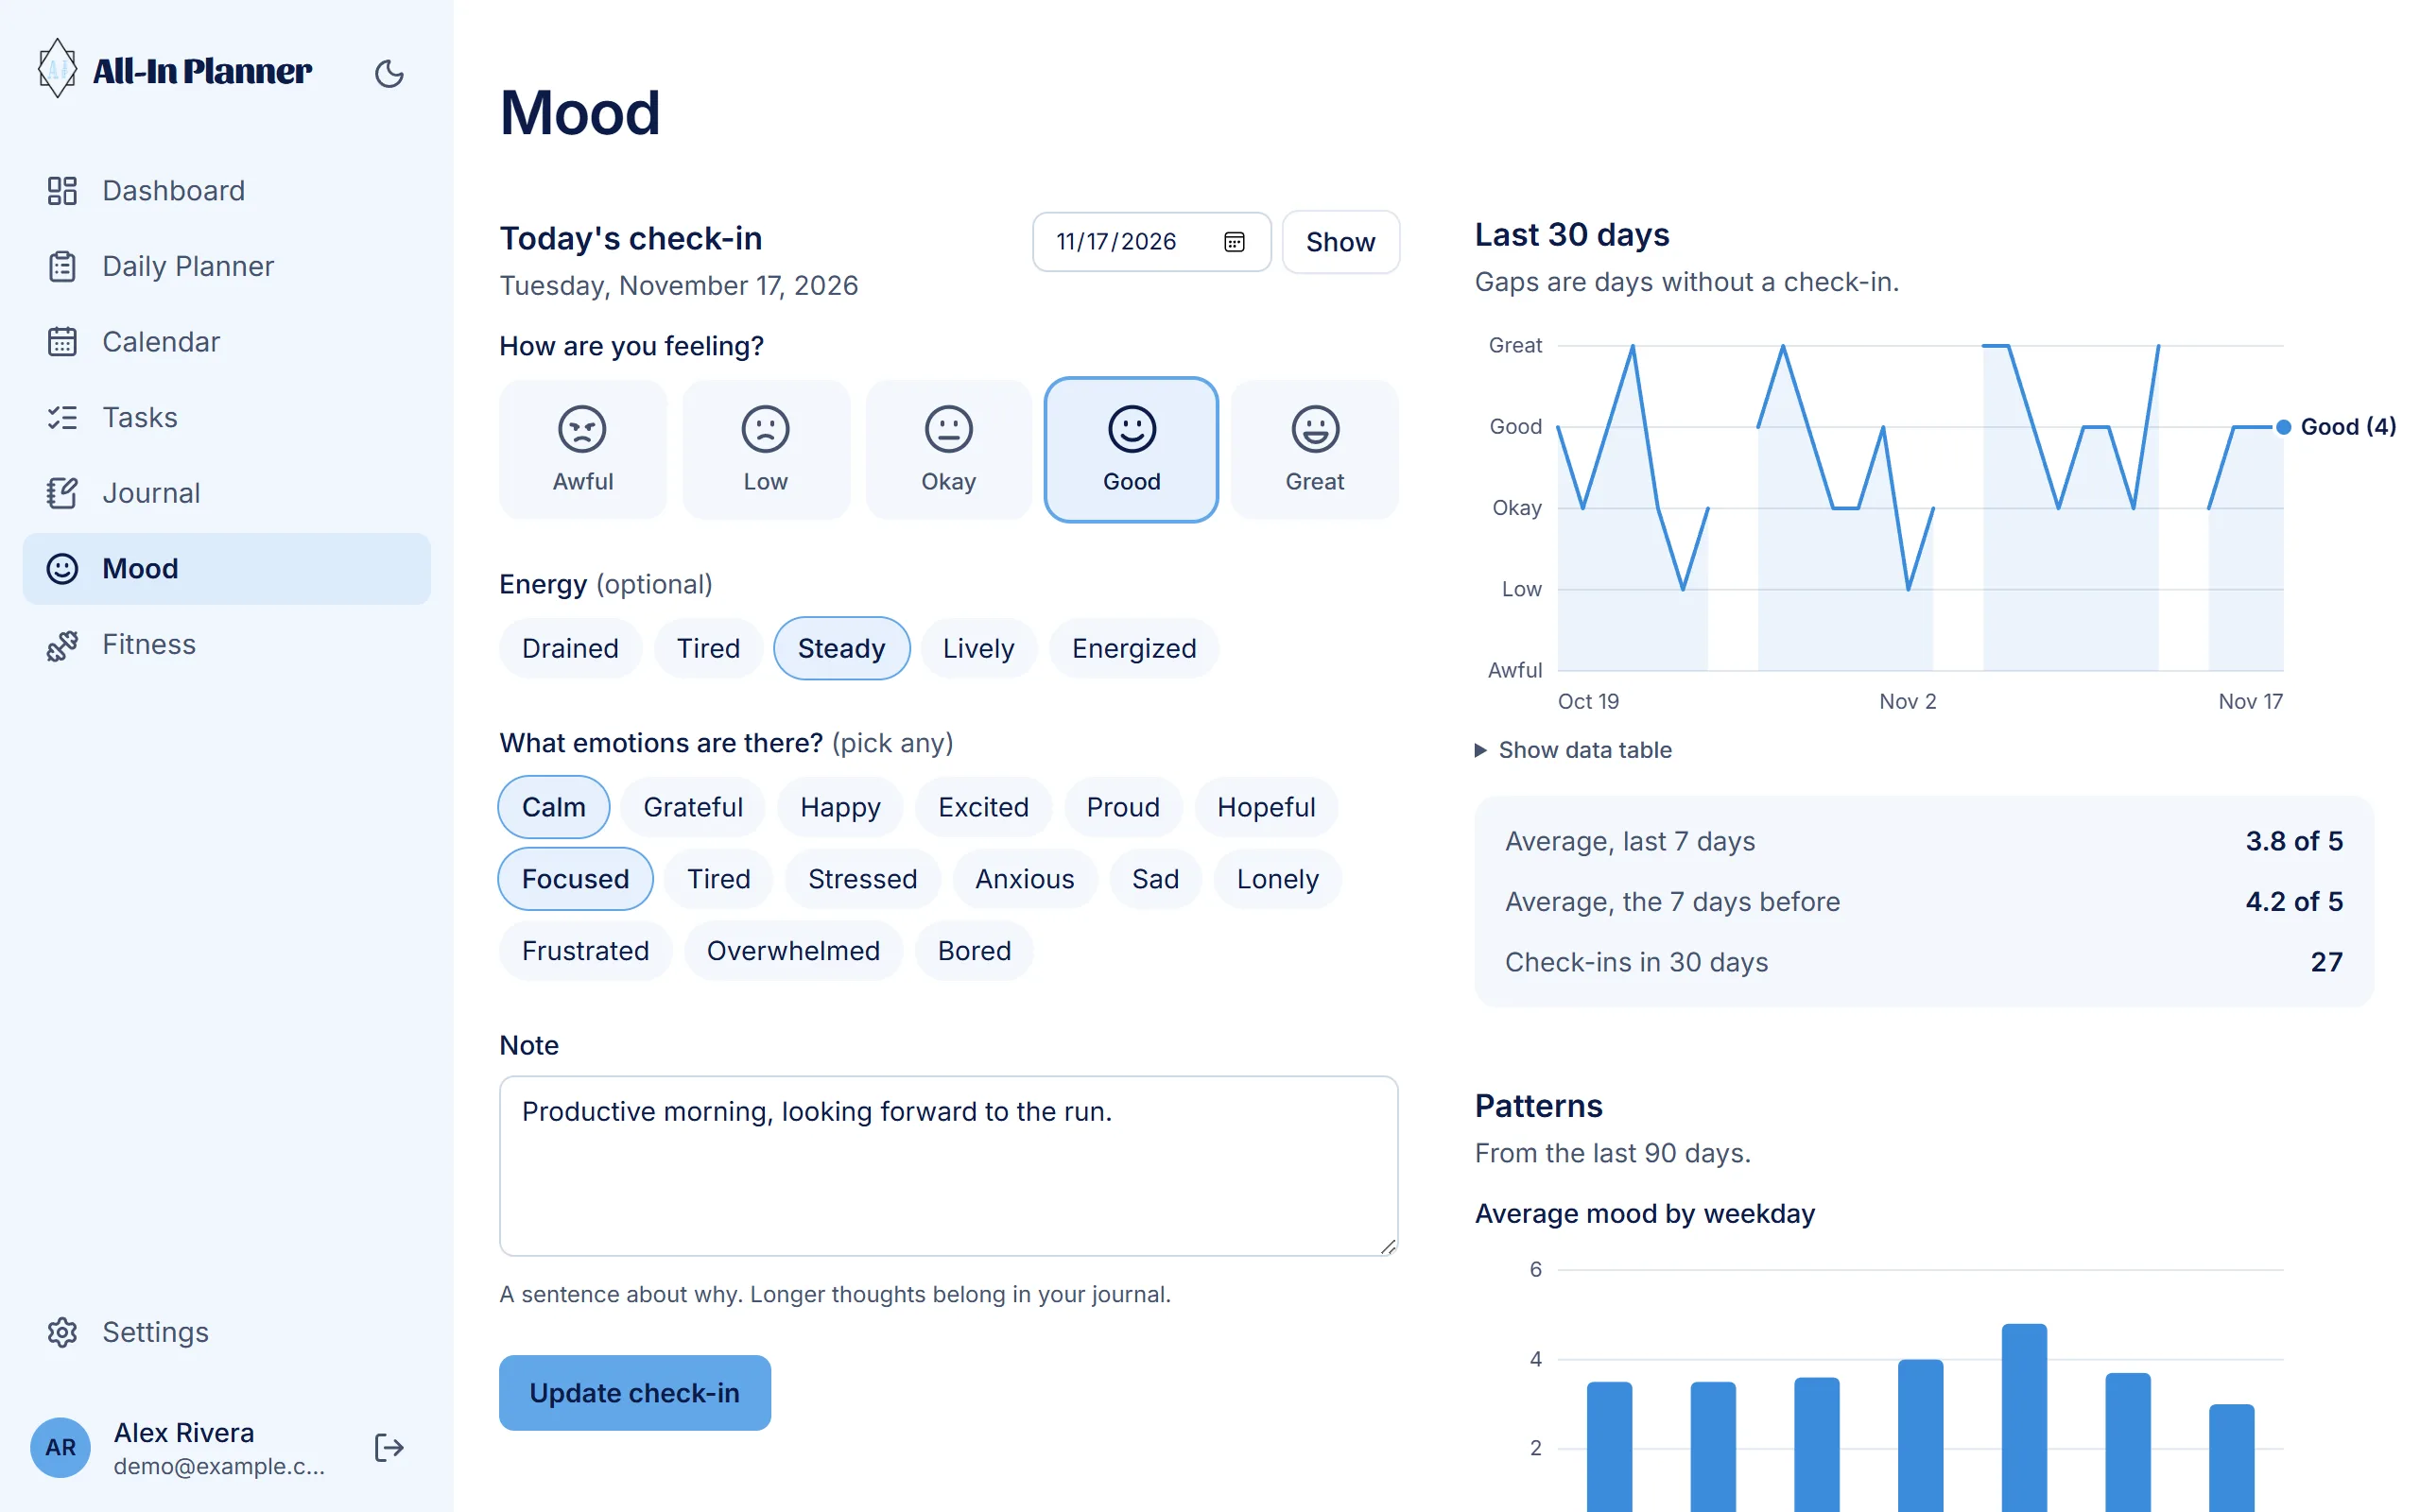 All-In Planner
Dashboard
Daily Planner
Calendar
Tasks
Journal
Mood
Fitness
Settings
AR
Alex Rivera
demo@example.c...
Mood
Today's check-in
Tuesday, November 17, 2026
11/17/2026
Show
How are you feeling?
Awful
Low
Okay
Good
Great
Energy (optional)
Drained Tired Steady Lively Energized
What emotions are there? (pick any)
Calm Grateful Happy Excited Proud Hopeful
Focused Tired Stressed Anxious Sad Lonely
Frustrated Overwhelmed Bored
Note
Productive morning, looking forward to the run.
A sentence about why. Longer thoughts belong in your journal.
Update check-in
Last 30 days
Gaps are days without a check-in.
Great
Good
Good (4)
Okay
Low
Awful
Oct 19 Nov 2 Nov 17
Show data table
Average, last 7 days 3.8 of 5
Average, the 7 days before 4.2 of 5
Check-ins in 30 days 27
Patterns
From the last 90 days.
Average mood by weekday
6
4
2